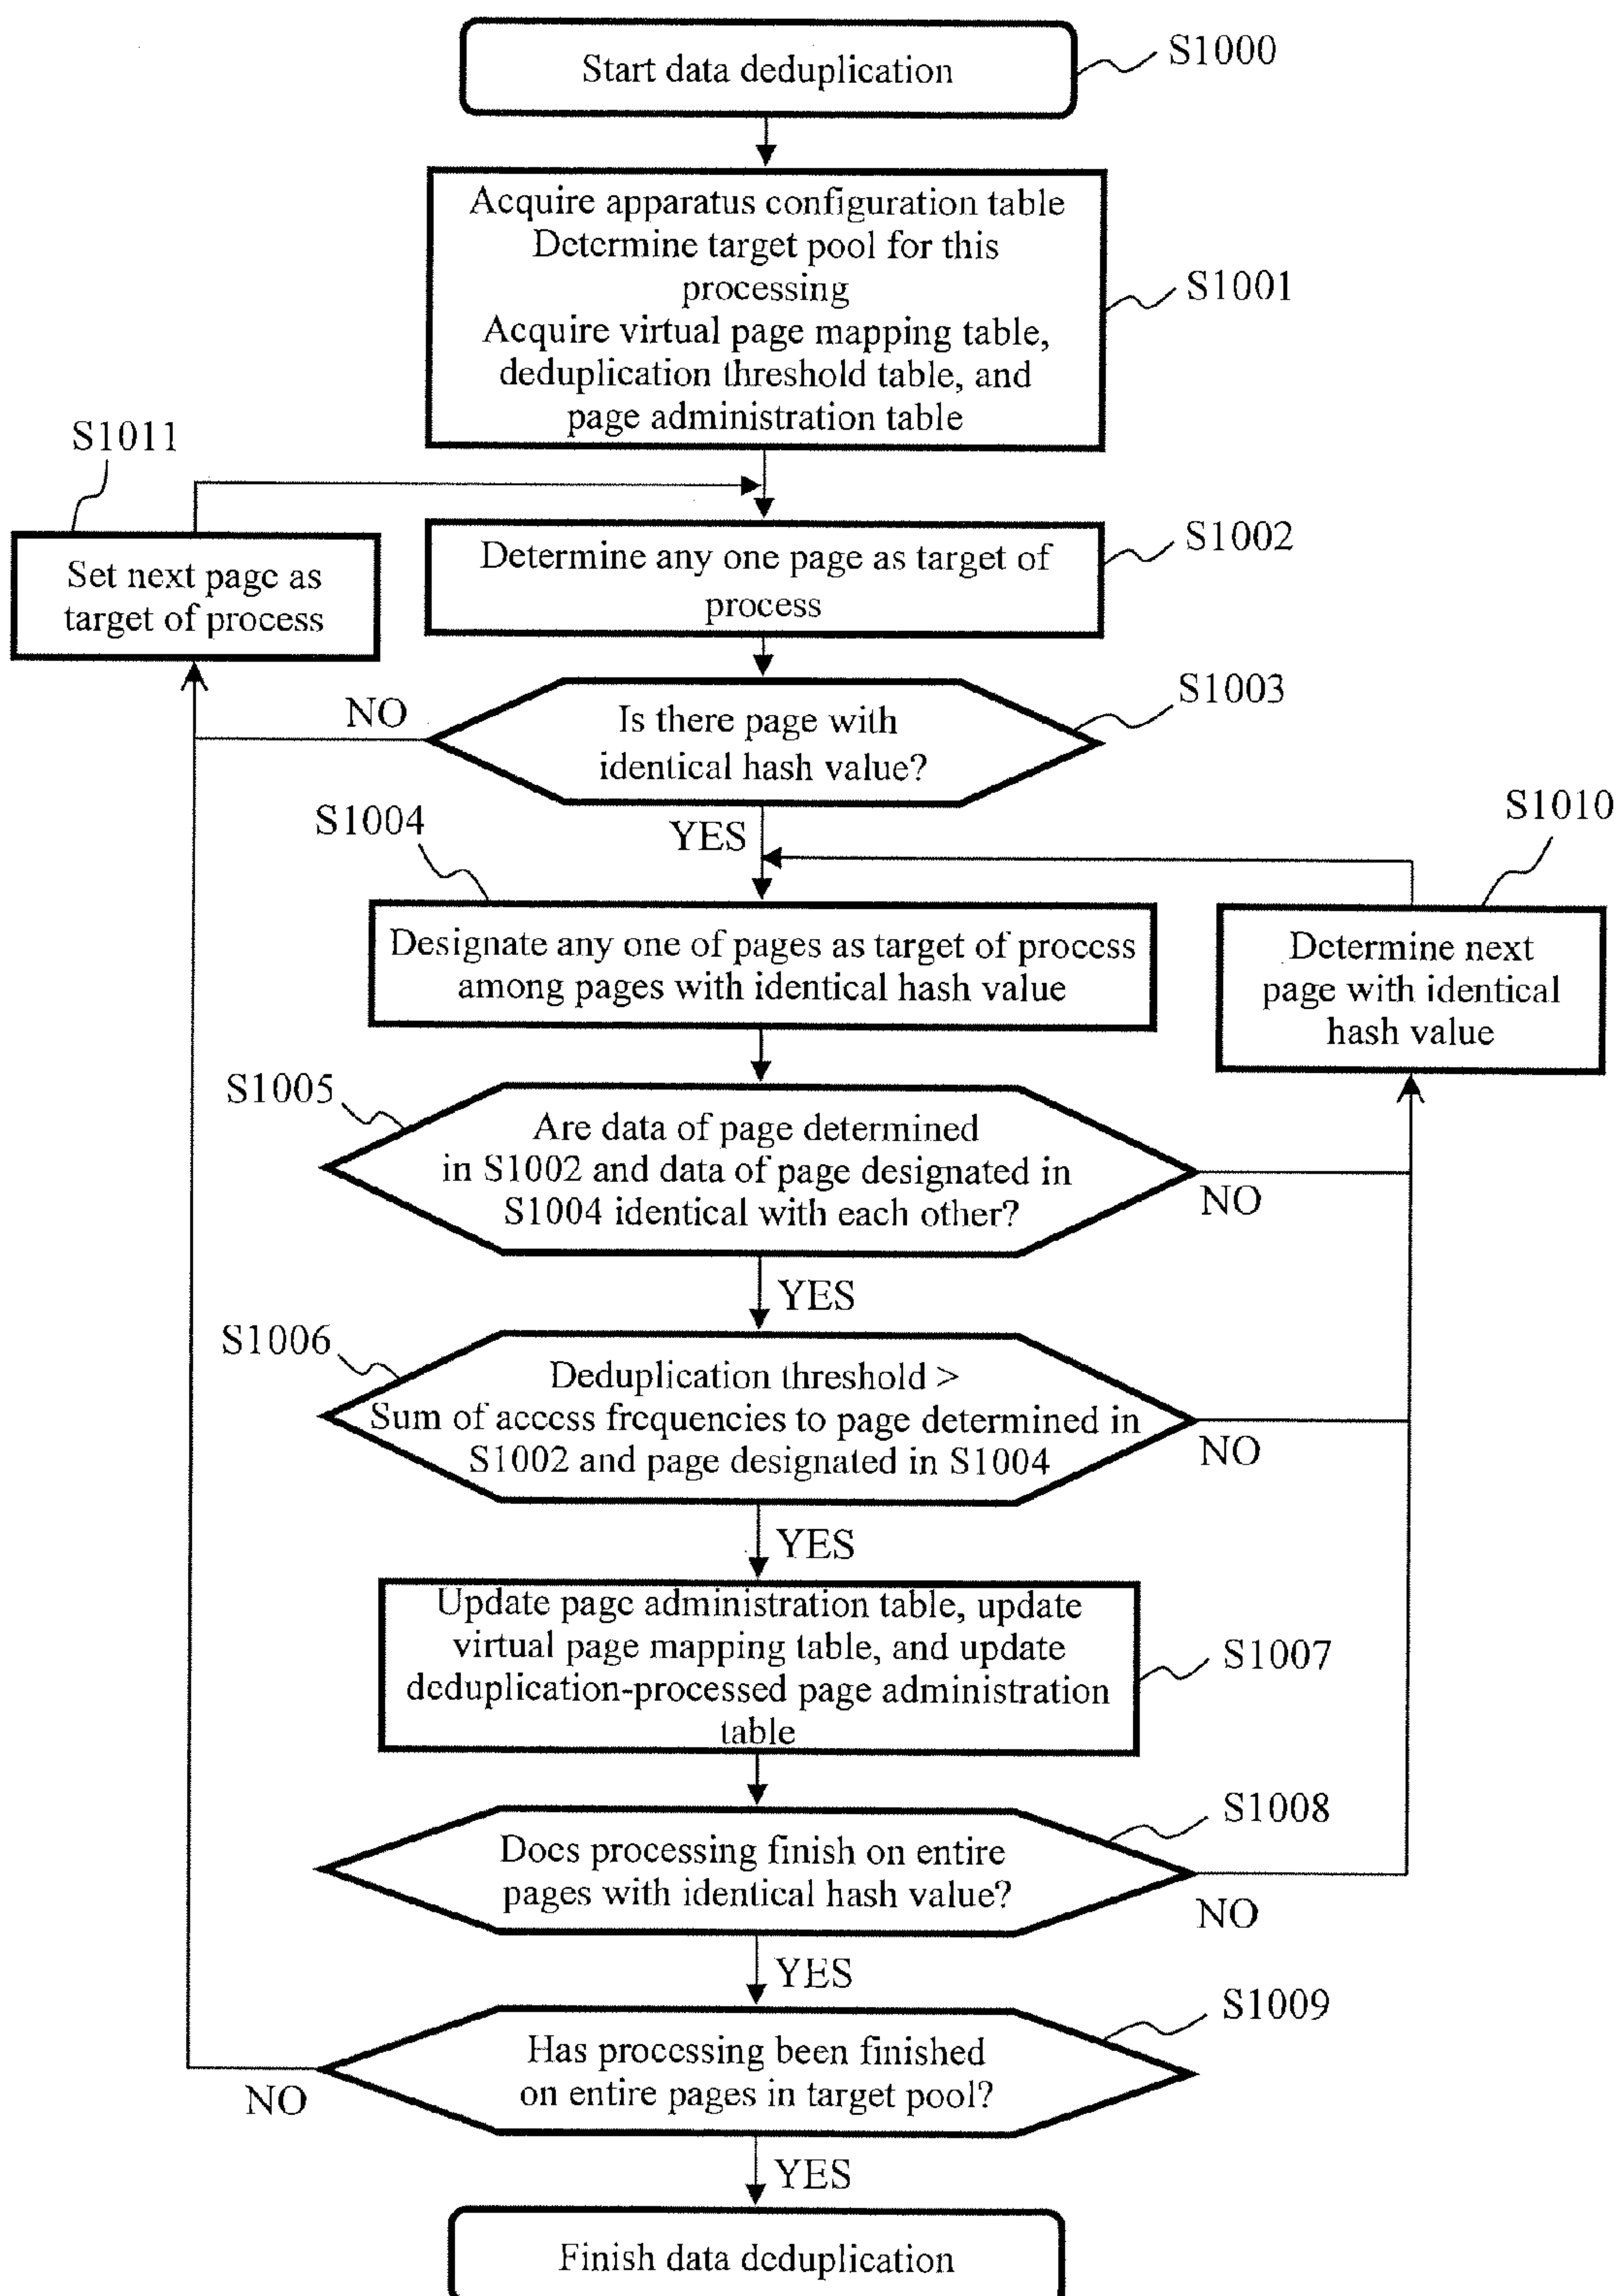 Start data deduplication
S1000
Acquire apparatus configuration table
Determine target pool for this
processing
Acquire virtual page mapping table,
deduplication threshold table, and
page administration table
S1001
S1011
Set next page as
target of process
Determine any one page as target of
process
S1002
Is there page with
identical hash value?
S1003
NO
YES
S1004
Designate any one of pages as target of process
among pages with identical hash value
S1010
Determine next
page with identical
hash value
S1005
Are data of page determined
in S1002 and data of page designated in
S1004 identical with each other?
NO
YES
S1006
Deduplication threshold >
Sum of access frequencies to page determined in
S1002 and page designated in S1004
NO
YES
Update page administration table, update
virtual page mapping table, and update
deduplication-processed page administration
table
S1007
Does processing finish on entire
pages with identical hash value?
S1008
NO
YES
Has processing been finished
on entire pages in target pool?
S1009
NO
YES
Finish data deduplication